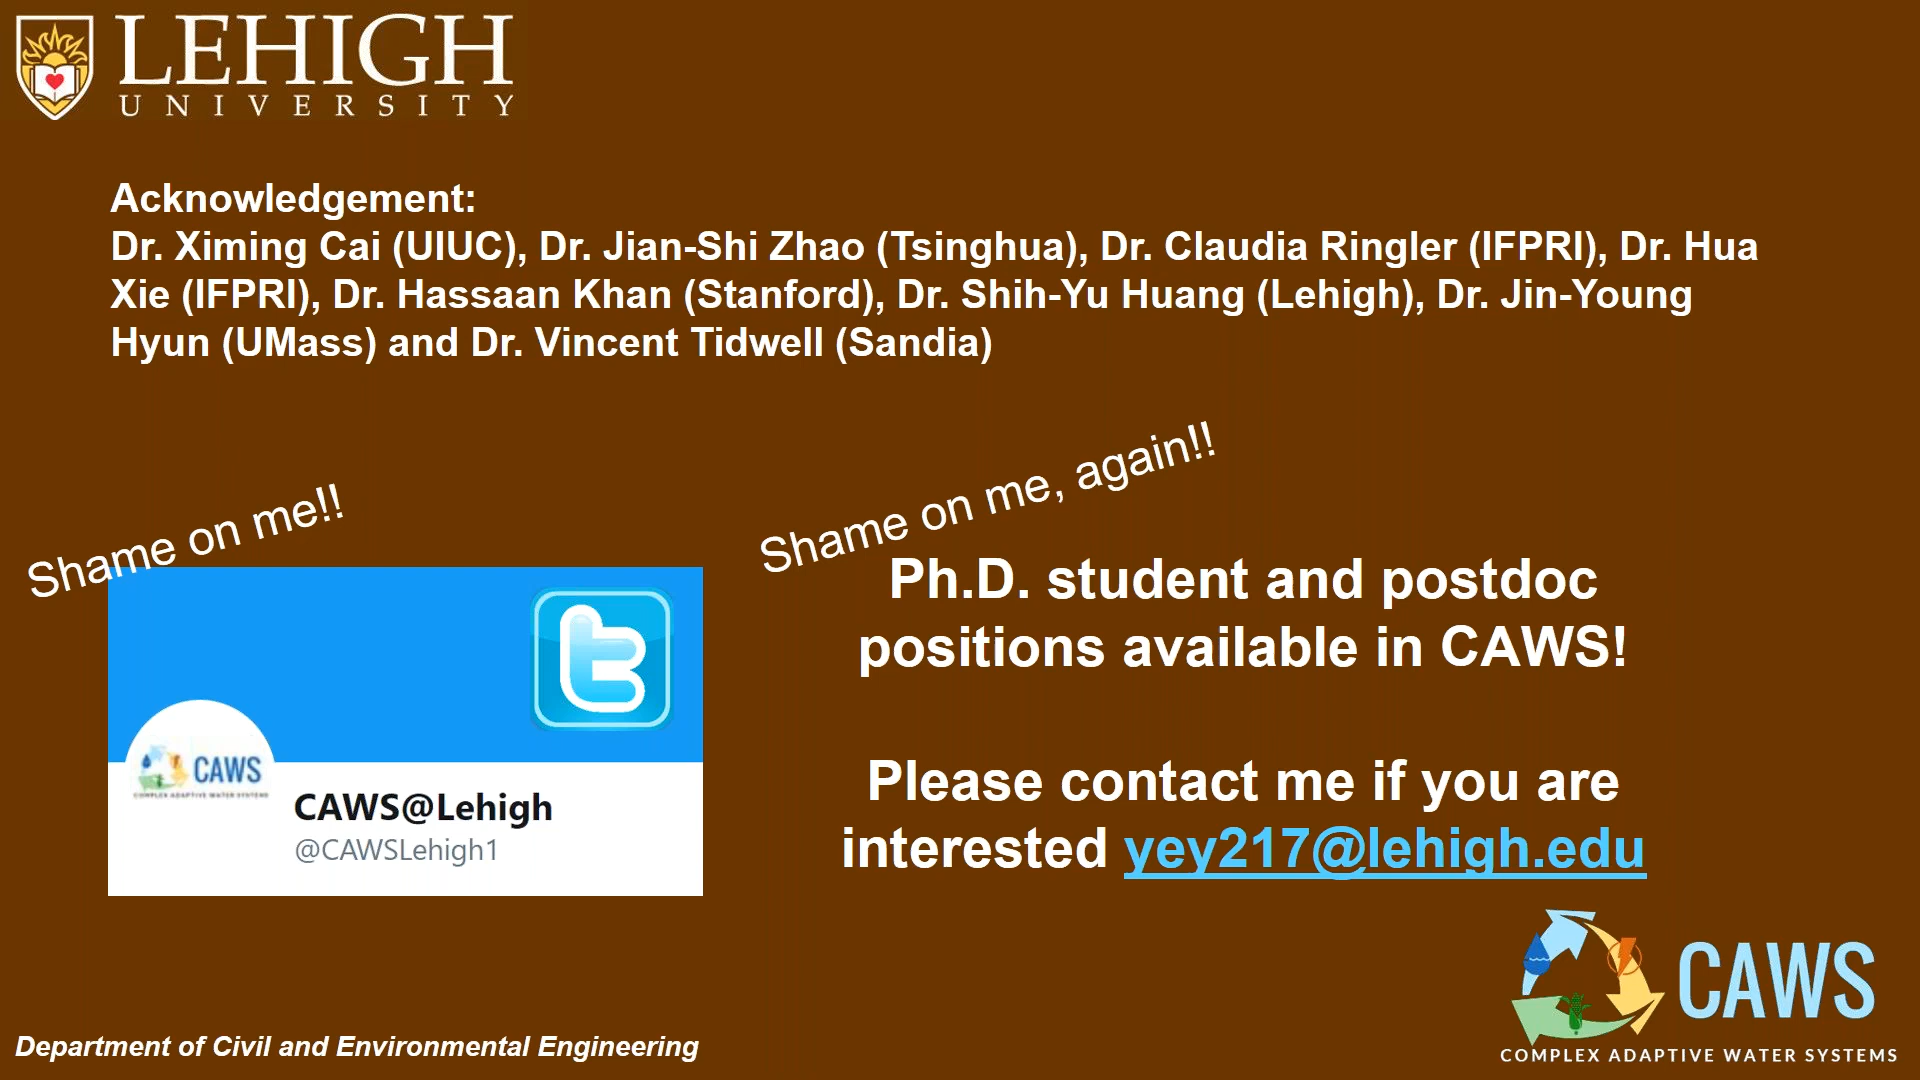 LEHIGH
UNIVERSITY
Acknowledgement:
Dr. Ximing Cai (UIUC), Dr. Jian-Shi Zhao (Tsinghua), Dr. Claudia Ringler (IFPRI), Dr. Hua
Xie (IFPRI), Dr. Hassaan Khan (Stanford), Dr. Shih-Yu Huang (Lehigh), Dr. Jin-Young
Hyun (UMass) and Dr. Vincent Tidwell (Sandia)
Shame on me!!
CAWS
COMPLEX ADAPTIVE WATER SYSTEMS
CAWS@Lehigh
@CAWSLehigh1
Shame on me, again!!
Ph.D. student and postdoc
positions available in CAWS!
Please contact me if you are
interested yey217@lehigh.edu
CAWS
COMPLEX ADAPTIVE WATER SYSTEMS
Department of Civil and Environmental Engineering